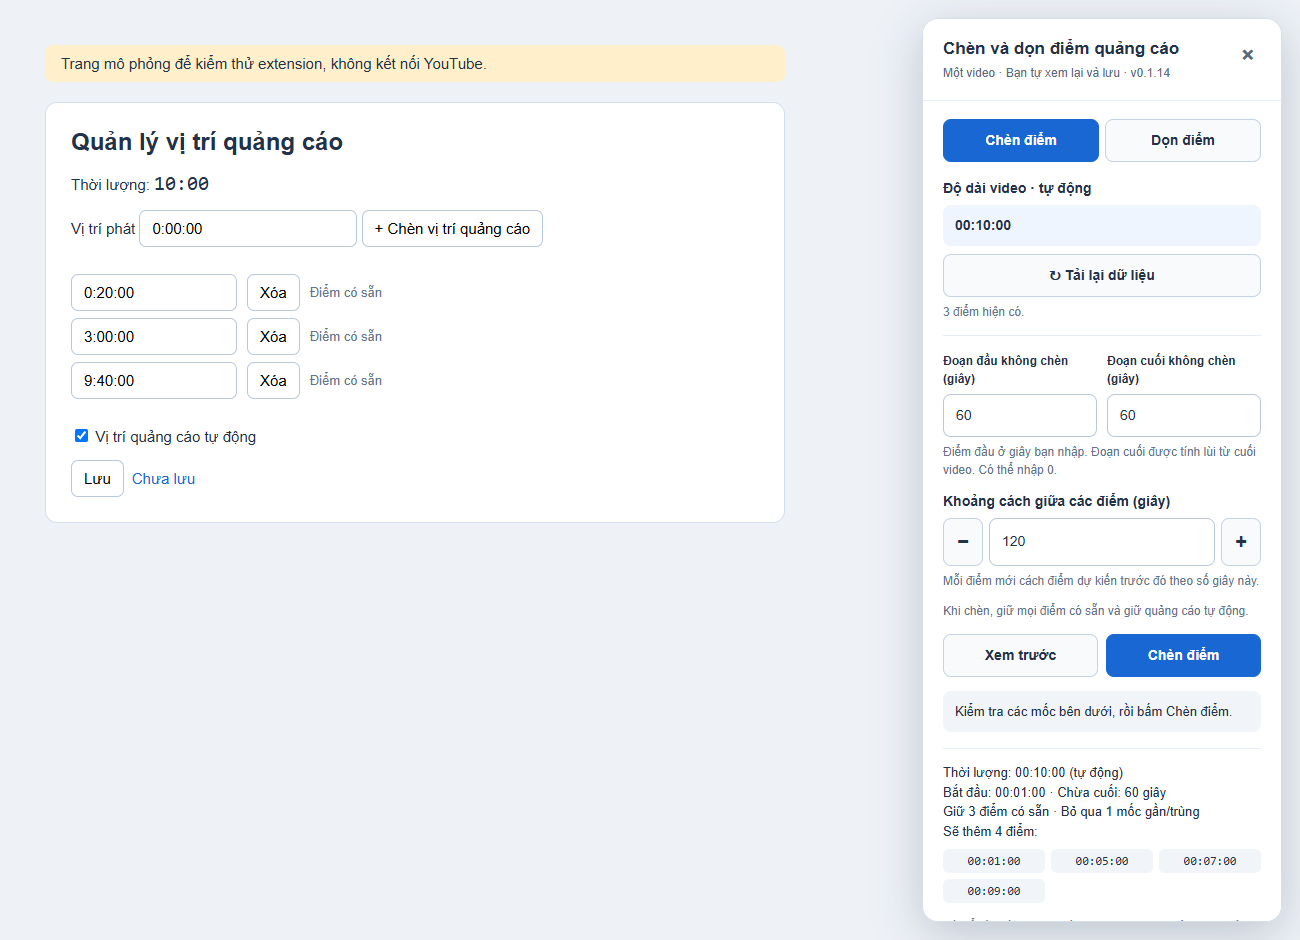 Trang mô phỏng để kiểm thử extension, không kết nối YouTube.
Quản lý vị trí quảng cáo
Thời lượng: 10:00
Vị trí phát 0:00:00 + Chèn vị trí quảng cáo
0:20:00 Xóa Điểm có sẵn
3:00:00 Xóa Điểm có sẵn
9:40:00 Xóa Điểm có sẵn
Vị trí quảng cáo tự động
Lưu Chưa lưu
Chèn và dọn điểm quảng cáo
×
Một video · Bạn tự xem lại và lưu · v0.1.14
Chèn điểm Dọn điểm
Độ dài video · tự động
00:10:00
↻ Tải lại dữ liệu
3 điểm hiện có.
Đoạn đầu không chèn (giây)
Đoạn cuối không chèn (giây)
60 60
Điểm đầu ở giây bạn nhập. Đoạn cuối được tính lùi từ cuối
video. Có thể nhập 0.
Khoảng cách giữa các điểm (giây)
− 120 +
Mỗi điểm mới cách điểm dự kiến trước đó theo số giây này.
Khi chèn, giữ mọi điểm có sẵn và giữ quảng cáo tự động.
Xem trước Chèn điểm
Kiểm tra các mốc bên dưới, rồi bấm Chèn điểm.
Thời lượng: 00:10:00 (tự động)
Bắt đầu: 00:01:00 · Chừa cuối: 60 giây
Giữ 3 điểm có sẵn · Bỏ qua 1 mốc gần/trùng
Sẽ thêm 4 điểm:
00:01:00 00:05:00 00:07:00
00:09:00